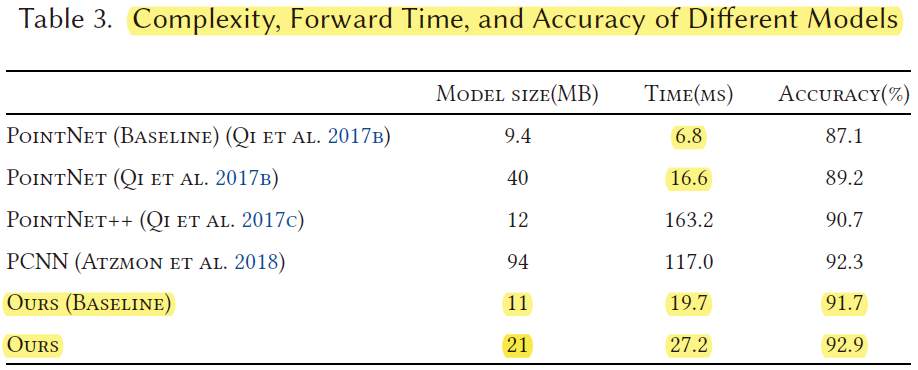 Table 3. Complexity, Forward Time, and Accuracy of Different Models
Model size(MB) Time(ms) Accuracy(%)
PointNet (Baseline) (Qi et al. 2017b) 9.4 6.8 87.1
PointNet (Qi et al. 2017b) 40 16.6 89.2
PointNet++ (Qi et al. 2017c) 12 163.2 90.7
PCNN (Atzmon et al. 2018) 94 117.0 92.3
Ours (Baseline) 11 19.7 91.7
Ours 21 27.2 92.9